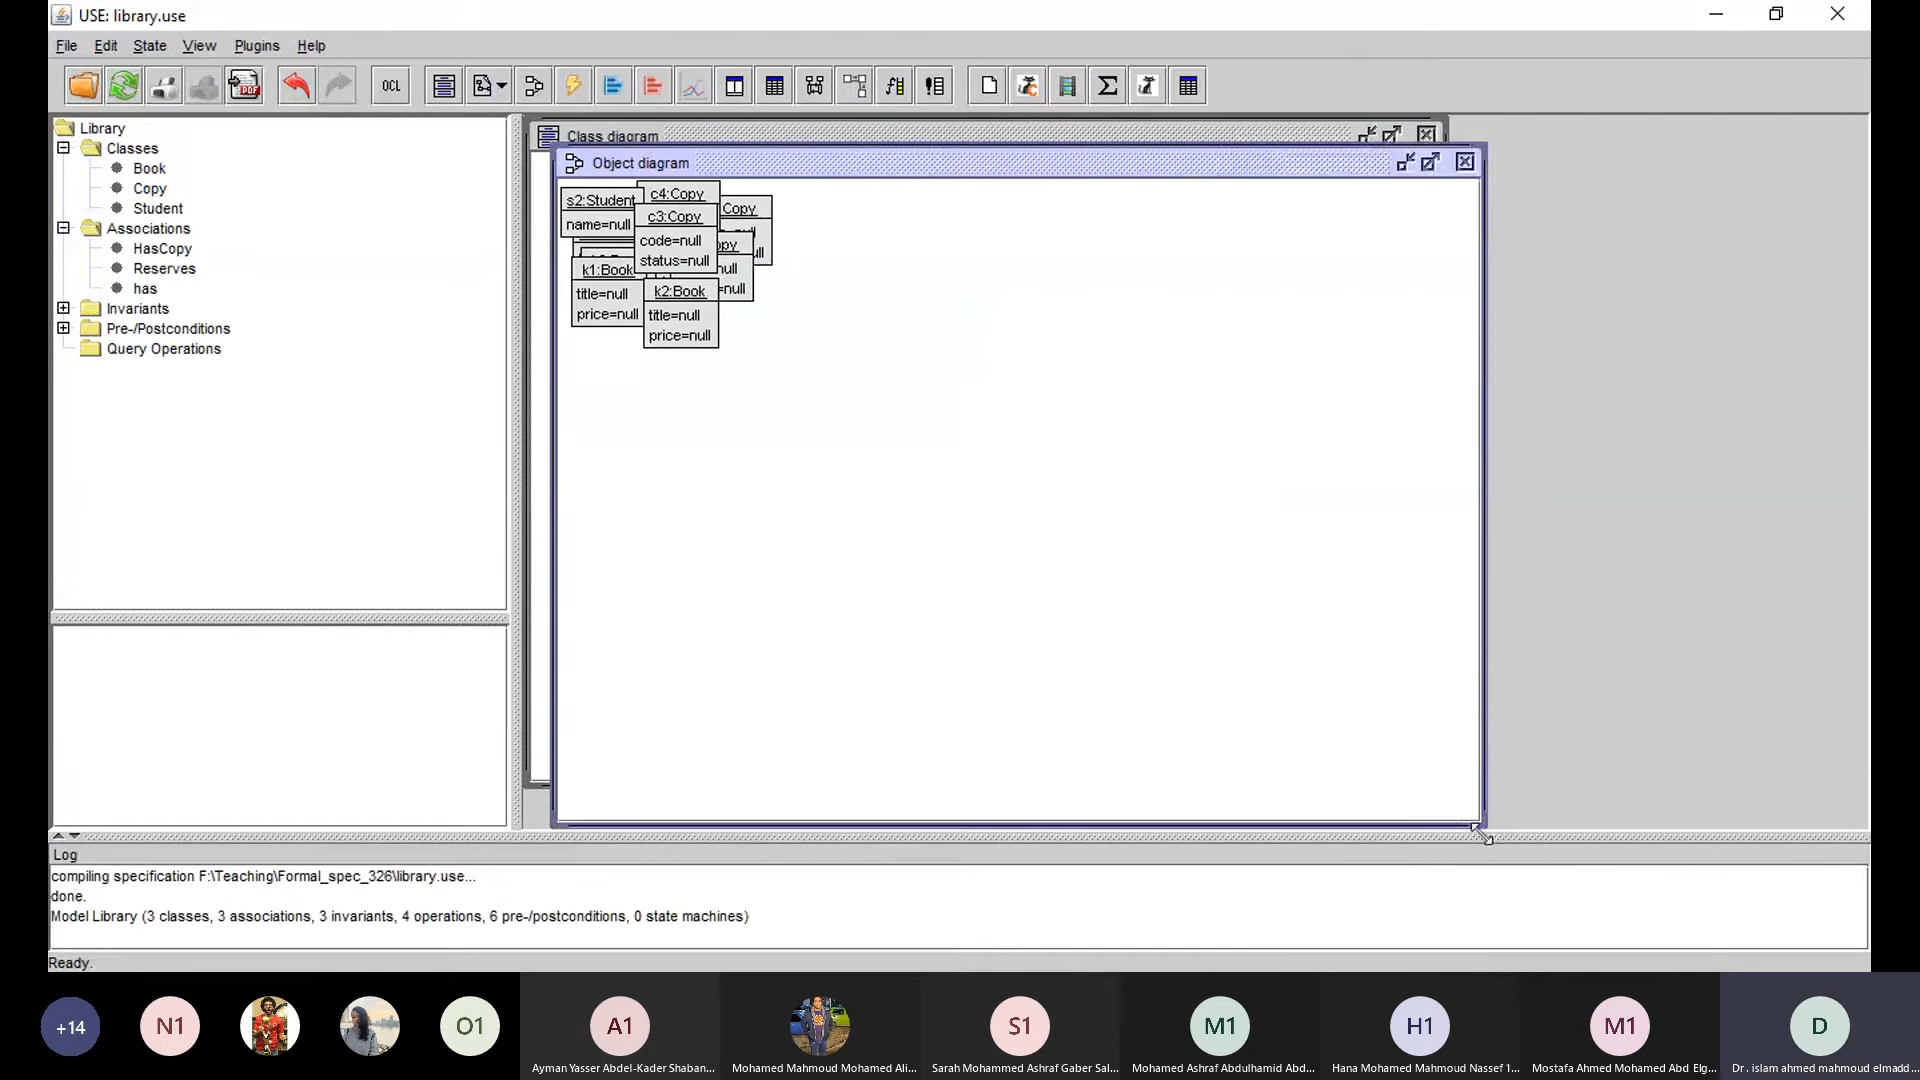 USE: library.use
File Edit State View Plugins Help
PDF
OCL
Library
Classes
Book
Copy
Student
Associations
HasCopy
Reserves
has
Invariants
Pre-/Postconditions
Query Operations
Class diagram
Object diagram
s2:Student
name=null
c4:Copy
c3:Copy
code=null
status=null
Copy
k1:Book
title=null
price=null
k2:Book
title=null
price=null
Log
compiling specification F:\Teaching\Formal_spec_326\library.use...
done.
Model Library (3 classes, 3 associations, 3 invariants, 4 operations, 6 pre-/postconditions, 0 state machines)
Ready.
+14
N1
O1
A1
S1
M1
H1
M1
D
Ayman Yasser Abdel-Kader Shaban...
Mohamed Mahmoud Mohamed Ali...
Sarah Mohammed Ashraf Gaber Sal...
Mohamed Ashraf Abdulhamid Abd...
Hana Mohamed Mahmoud Nassef 1...
Mostafa Ahmed Mohamed Abd Elg...
Dr. islam ahmed mahmoud elmadd...